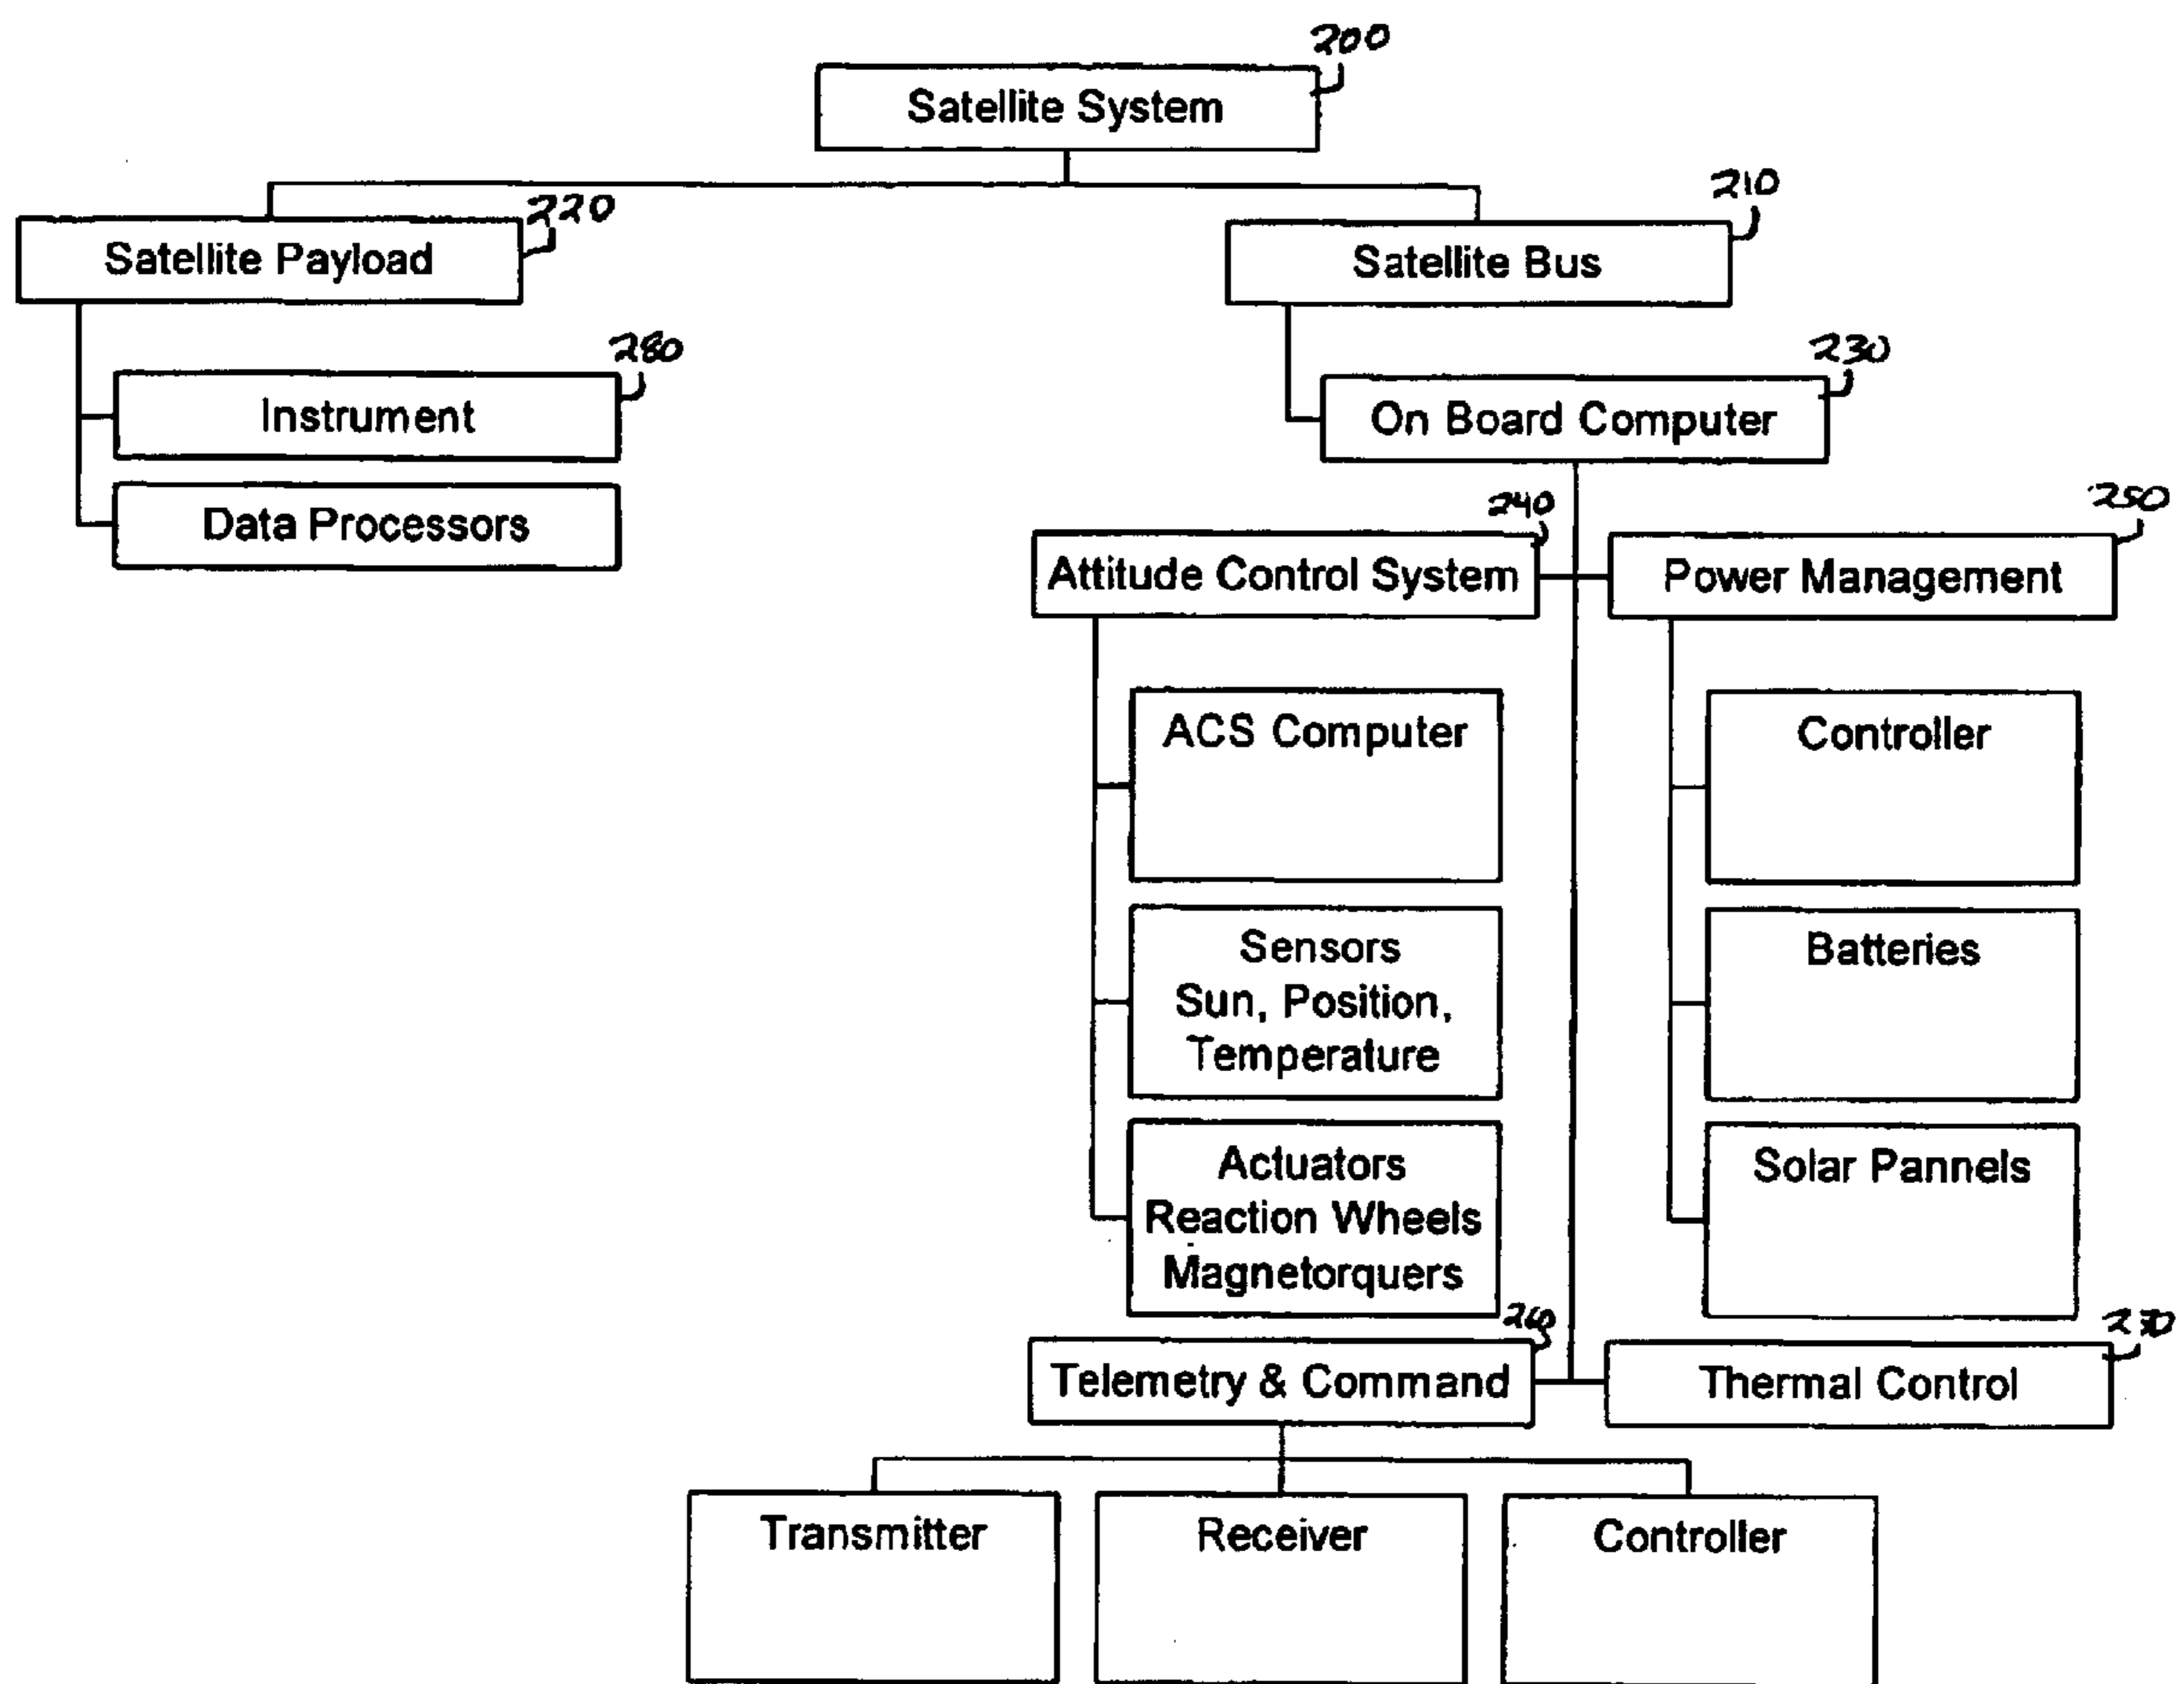 200
Satellite System
220
210
Satellite Payload
Satellite Bus
280
230
Instrument
On Board Computer
Data Processors
240
250
Attitude Control System
Power Management
ACS Computer
Controller
Sensors
Sun, Position,
Temperature
Batteries
Actuators
Reaction Wheels
Magnetorquers
Solar Pannels
260
270
Telemetry & Command
Thermal Control
Transmitter
Receiver
Controller